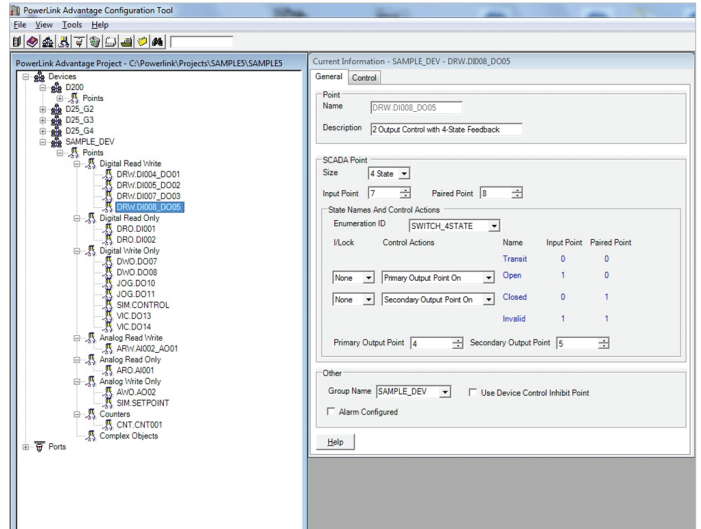 PowerLink Advantage Configuration Tool
File View Tools Help
PowerLink Advantage Project - C:\Powerlink\Projects\SAMPLE5\SAMPLE5
Devices
D200
Points
D25_G2
D25_G3
D25_G4
SAMPLE_DEV
Points
Digital Read Write
DRW.DI004_DO01
DRW.DI005_DO02
DRW.DI007_DO03
DRW.DI008_DO05
Digital Read Only
DRO.DI001
DRO.DI002
Digital Write Only
DWO.DO07
DWO.DO08
JOG.DO10
JOG.DO11
SIM.CONTROL
VIC.DO13
VIC.DO14
Analog Read Write
ARW.AI002_AO01
Analog Read Only
ARO.AI001
Analog Write Only
AWO.AO02
SIM.SETPOINT
Counters
CNT.CNT001
Complex Objects
Ports
Current Information - SAMPLE_DEV - DRW.DI008_DO05
General Control
Point
Name DRW.DI008_DO05
Description 2 Output Control with 4-State Feedback
SCADA Point
Size 4 State
Input Point 7 Paired Point 8
State Names And Control Actions
Enumeration ID SWITCH_4STATE
I/Lock Control Actions Name Input Point Paired Point
Transit 0 0
None Primary Output Point On Open 1 0
None Secondary Output Point On Closed 0 1
Invalid 1 1
Primary Output Point 4 Secondary Output Point 5
Other
Group Name SAMPLE_DEV Use Device Control Inhibit Point
Alarm Configured
Help